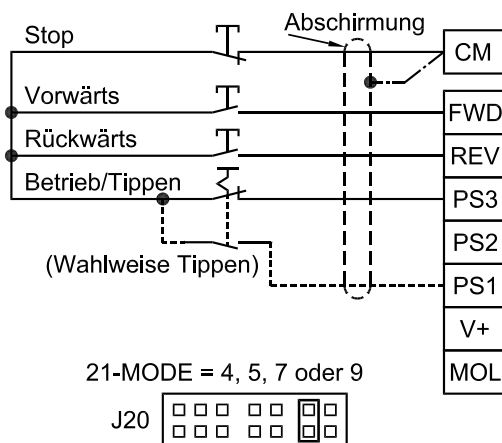 Abschirmung
Stop
CM
Vorwärts
FWD
Rückwärts
REV
Betrieb/Tippen
PS3
PS2
(Wahlweise Tippen)
PS1
V+
21-MODE = 4, 5, 7 oder 9
MOL
J20